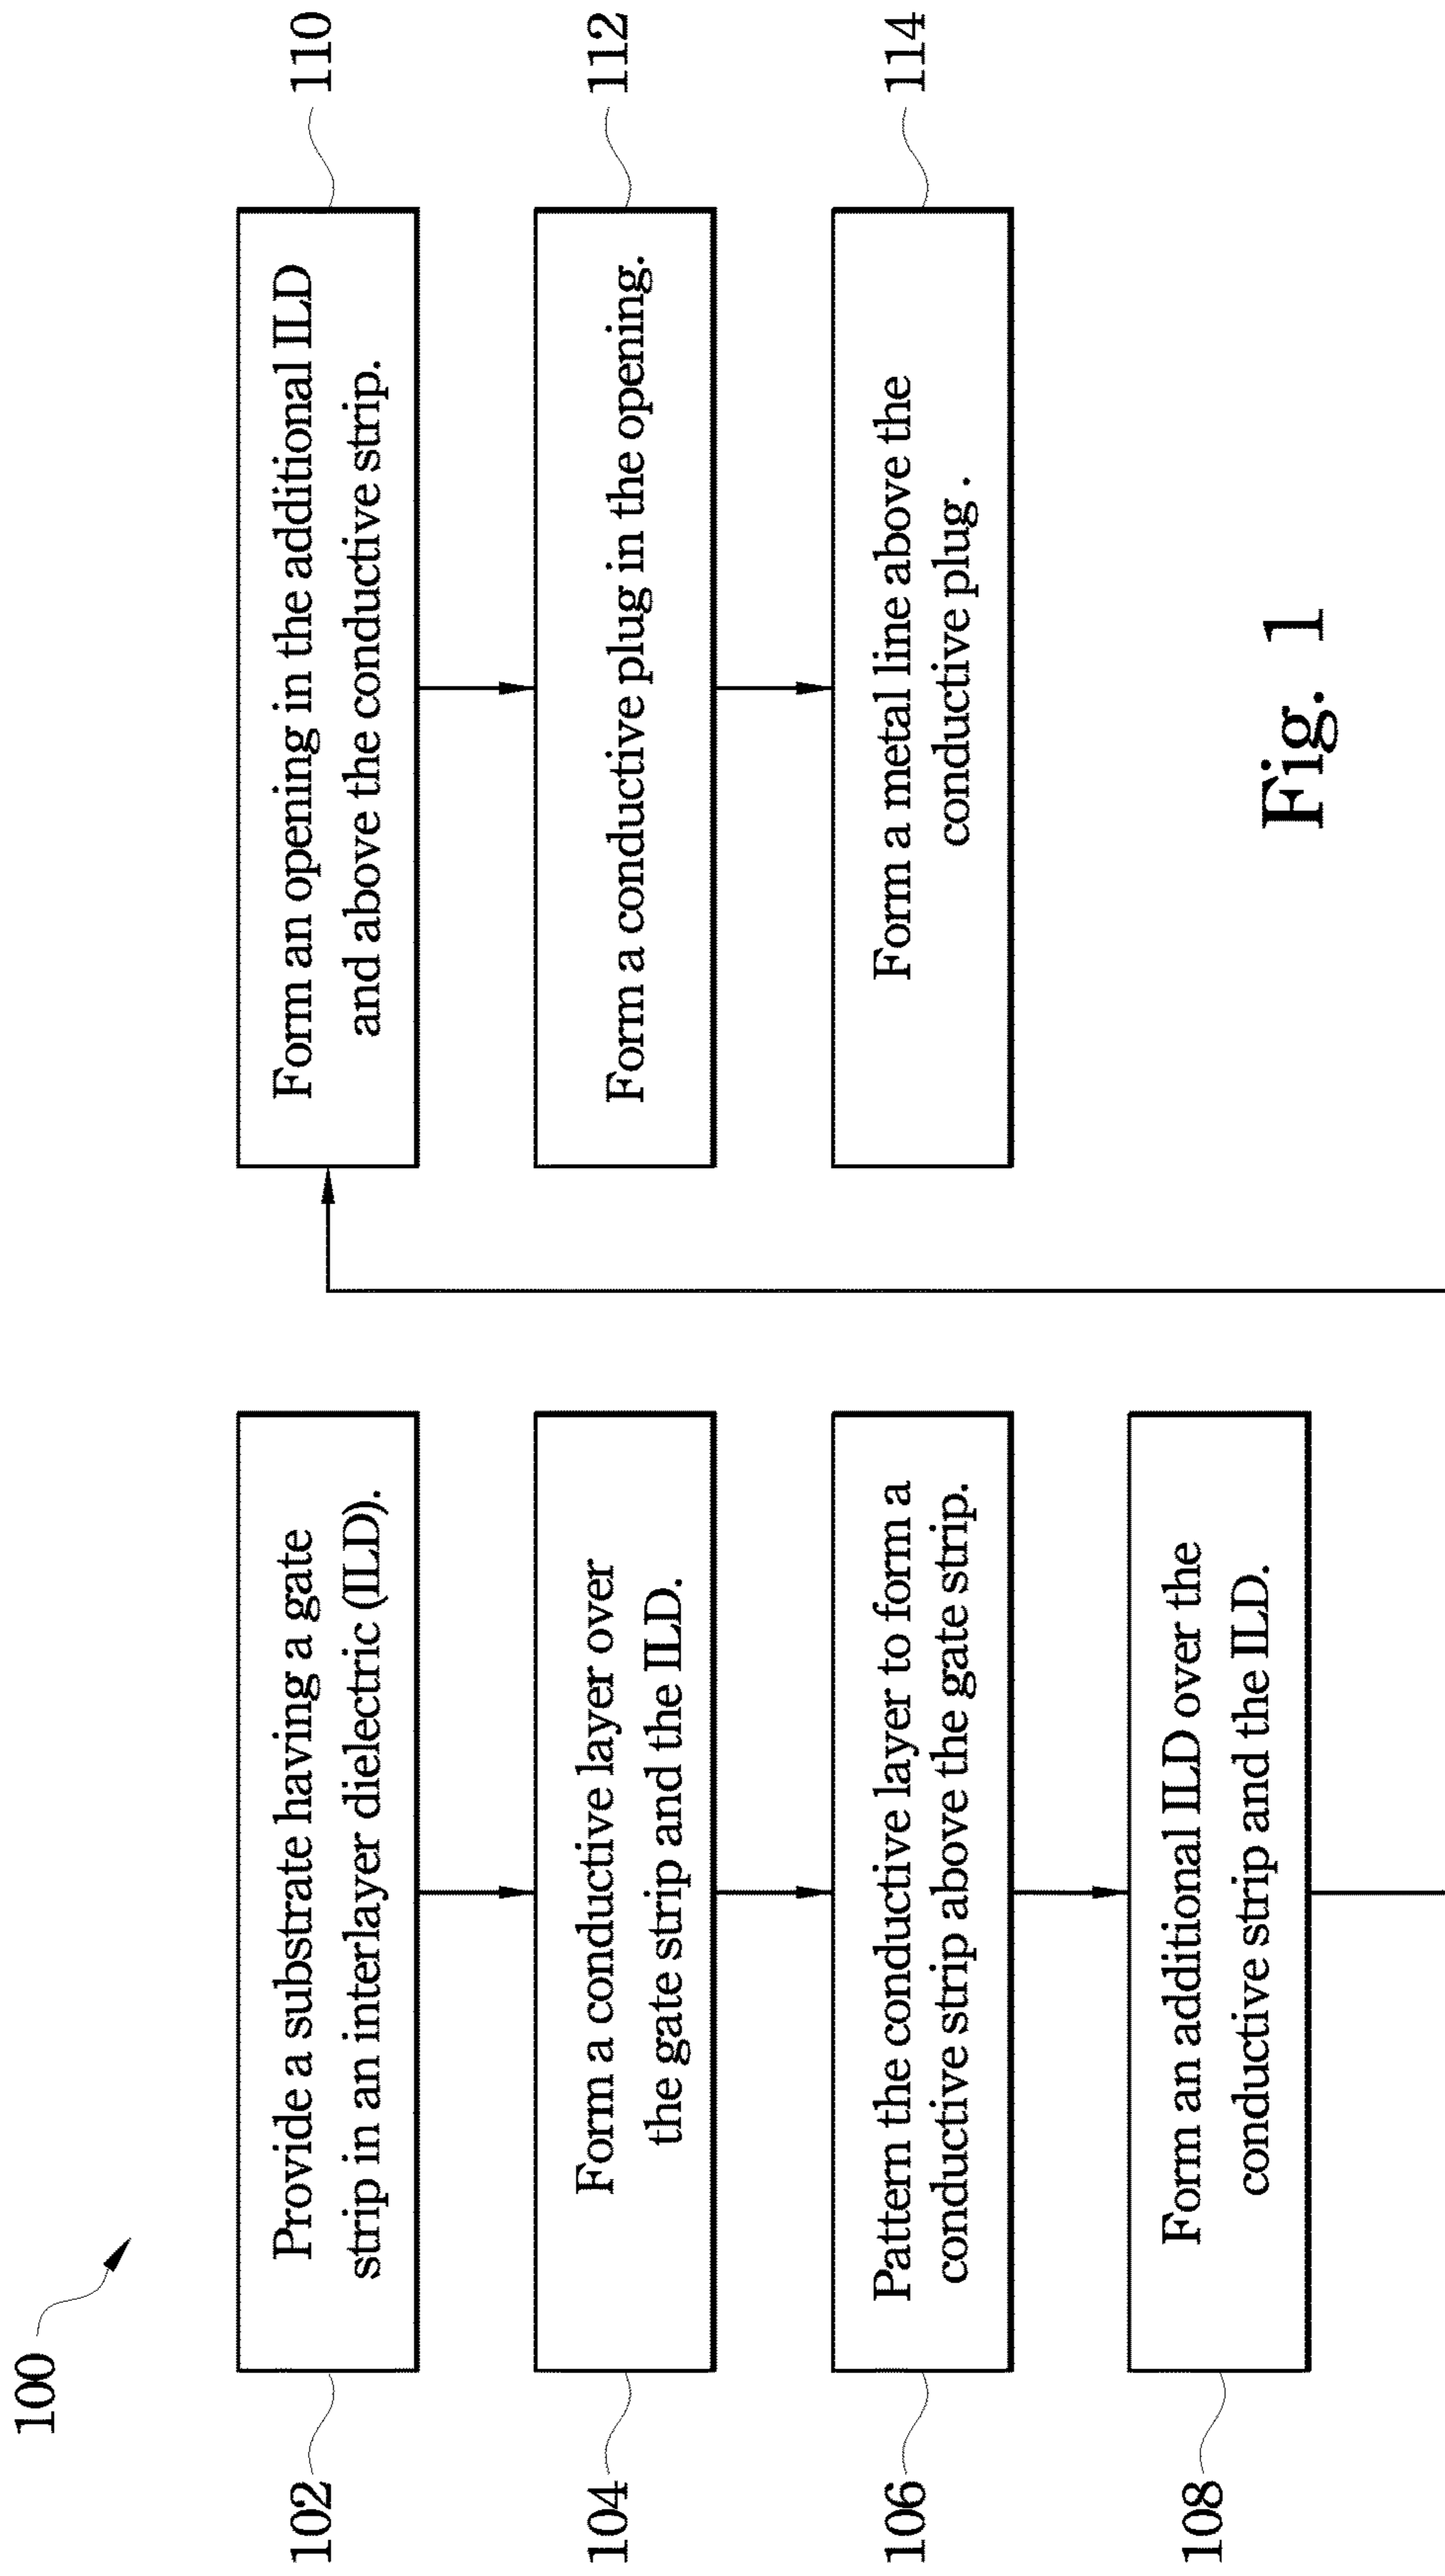 100
102
Provide a substrate having a gate
strip in an interlayer dielectric (ILD).
104
Form a conductive layer over
the gate strip and the ILD.
106
Pattern the conductive layer to form a
conductive strip above the gate strip.
108
Form an additional ILD over the
conductive strip and the ILD.
Form an opening in the additional ILD
and above the conductive strip.
110
Form a conductive plug in the opening.
112
Form a metal line above the
conductive plug .
114
Fig. 1